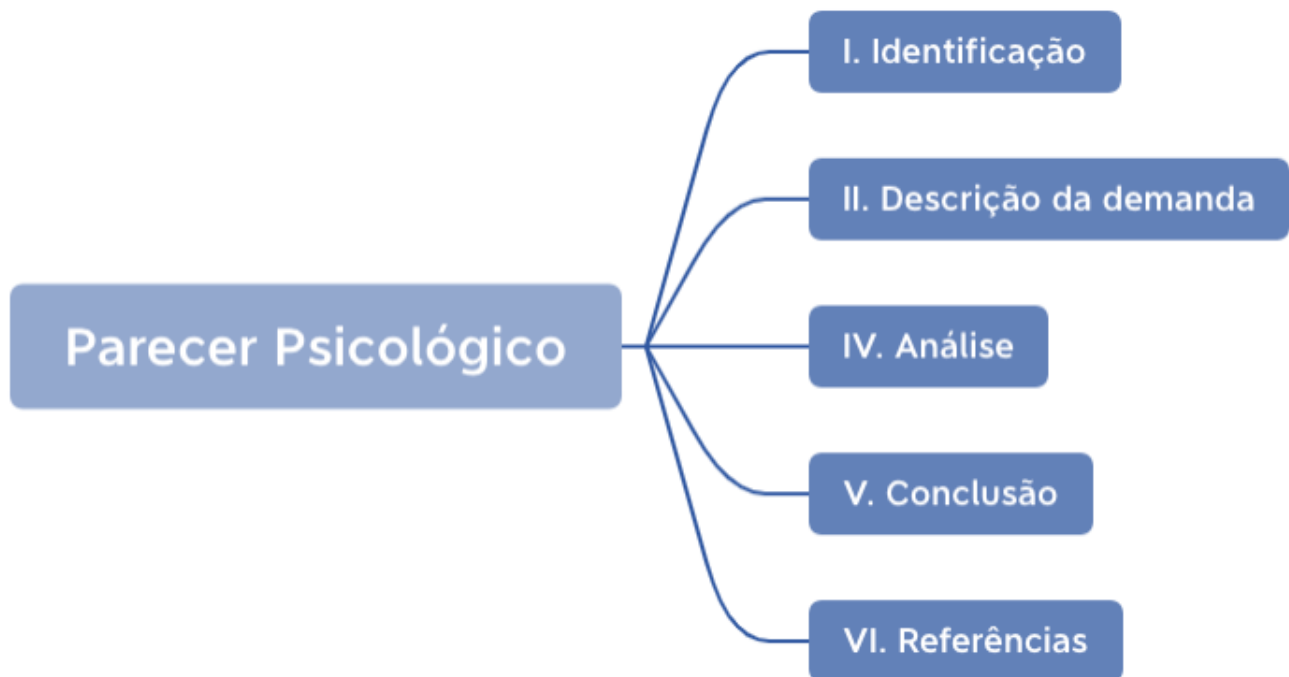 Parecer Psicológico
I. Identificação
II. Descrição da demanda
IV. Análise
V. Conclusão
VI. Referências